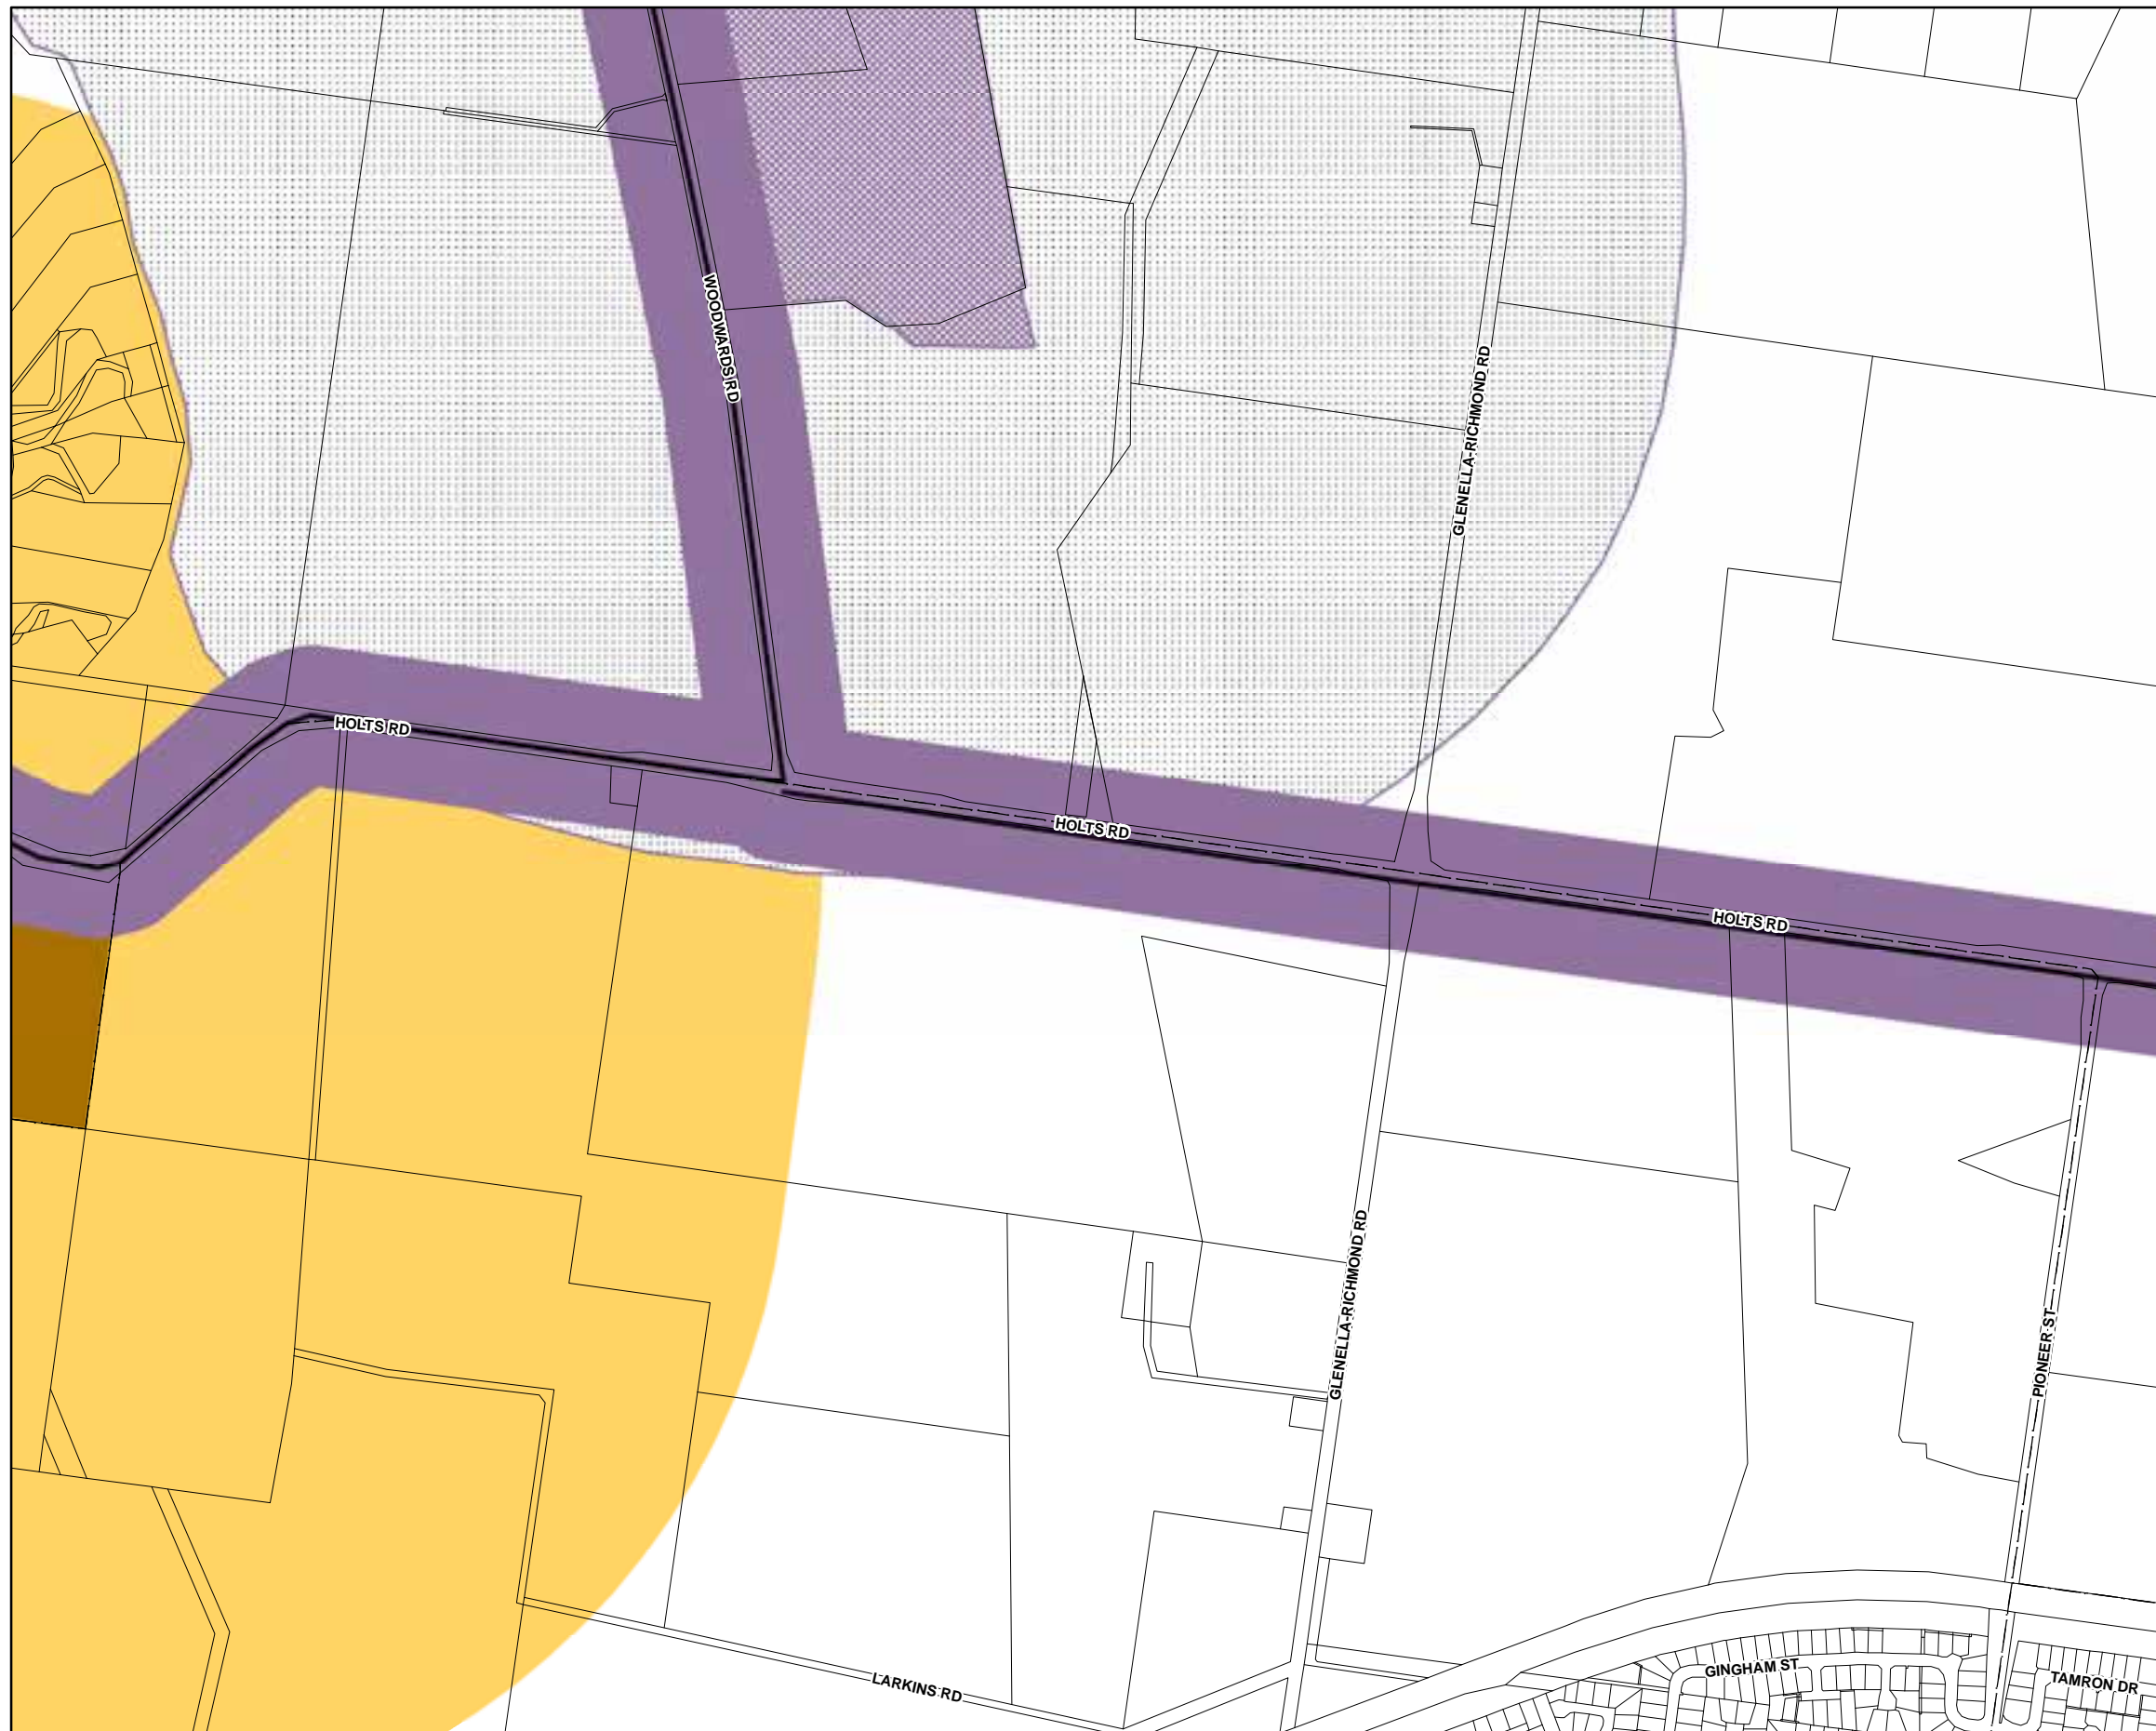 WOODWARDS RD
GLENELLA-RICHMOND RD
HOLTS RD
HOLTS RD
HOLTS RD
GLENELLA-RICHMOND RD
PIONEER ST
GINGHAM ST
TAMRON DR
LARKINS RD